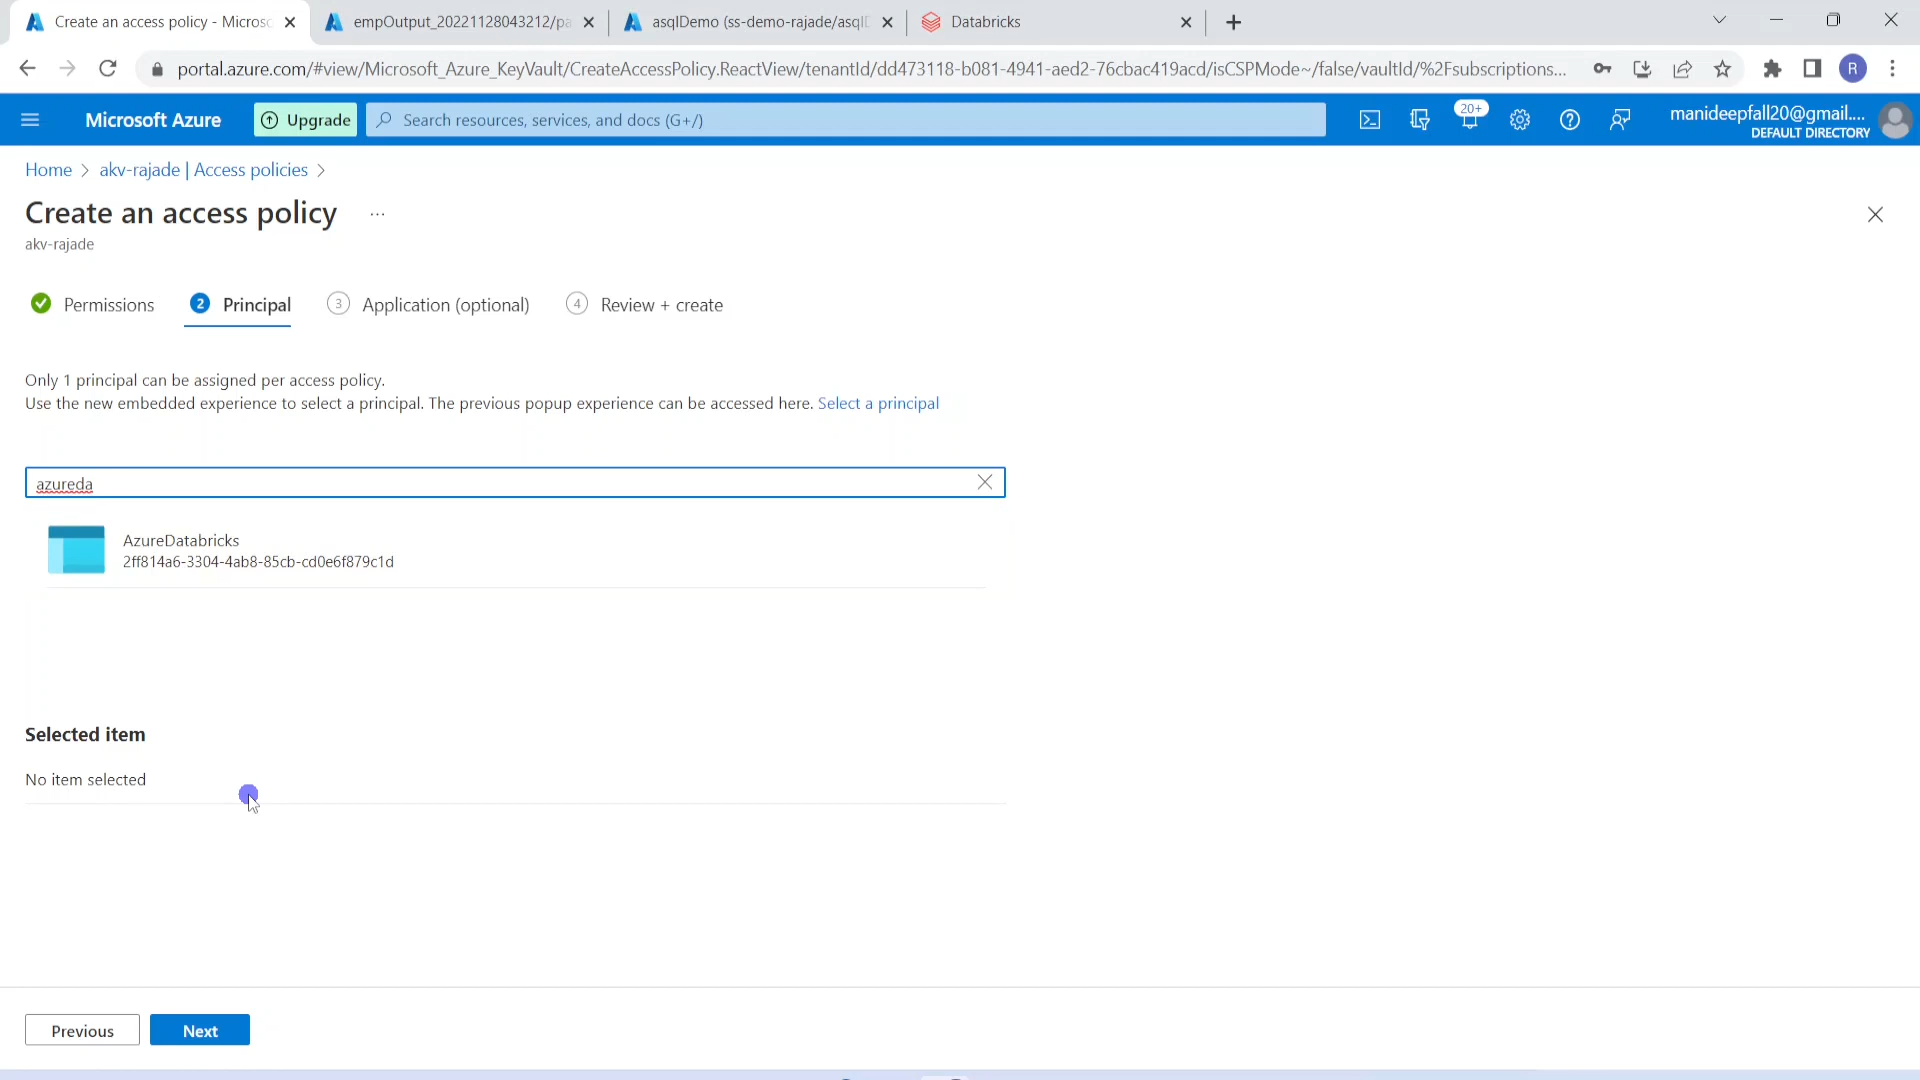 Create an access policy - Microsc
empOutput_20221128043212/pa
asqlDemo (ss-demo-rajade/asqlD
Databricks
portal.azure.com/#view/Microsoft_Azure_KeyVault/CreateAccessPolicy.ReactView/tenantId/dd473118-b081-4941-aed2-76cbac419acd/isCSPMode~/false/vaultId/%2Fsubscriptions...
R
Microsoft Azure
Upgrade
Search resources, services, and docs (G+/)
20+
manideepfall20@gmail....
DEFAULT DIRECTORY
Home > akv-rajade | Access policies >
Create an access policy ...
akv-rajade
Permissions
2 Principal
3 Application (optional)
4 Review + create
Only 1 principal can be assigned per access policy.
Use the new embedded experience to select a principal. The previous popup experience can be accessed here. Select a principal
azureda
AzureDatabricks
2ff814a6-3304-4ab8-85cb-cd0e6f879c1d
Selected item
No item selected
Previous
Next